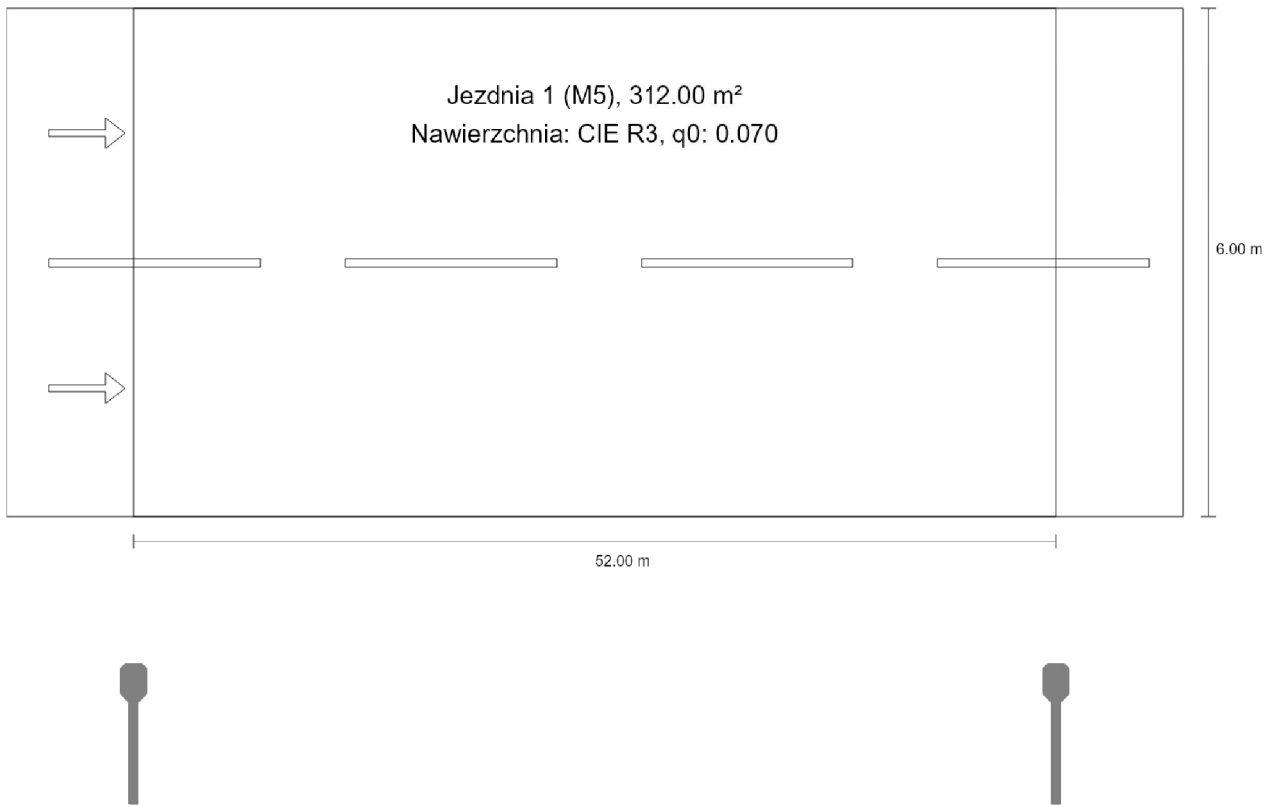 Jezdnia 1 (M5), 312.00 m²
Nawierzchnia: CIE R3, q0: 0.070
6.00 m
52.00 m